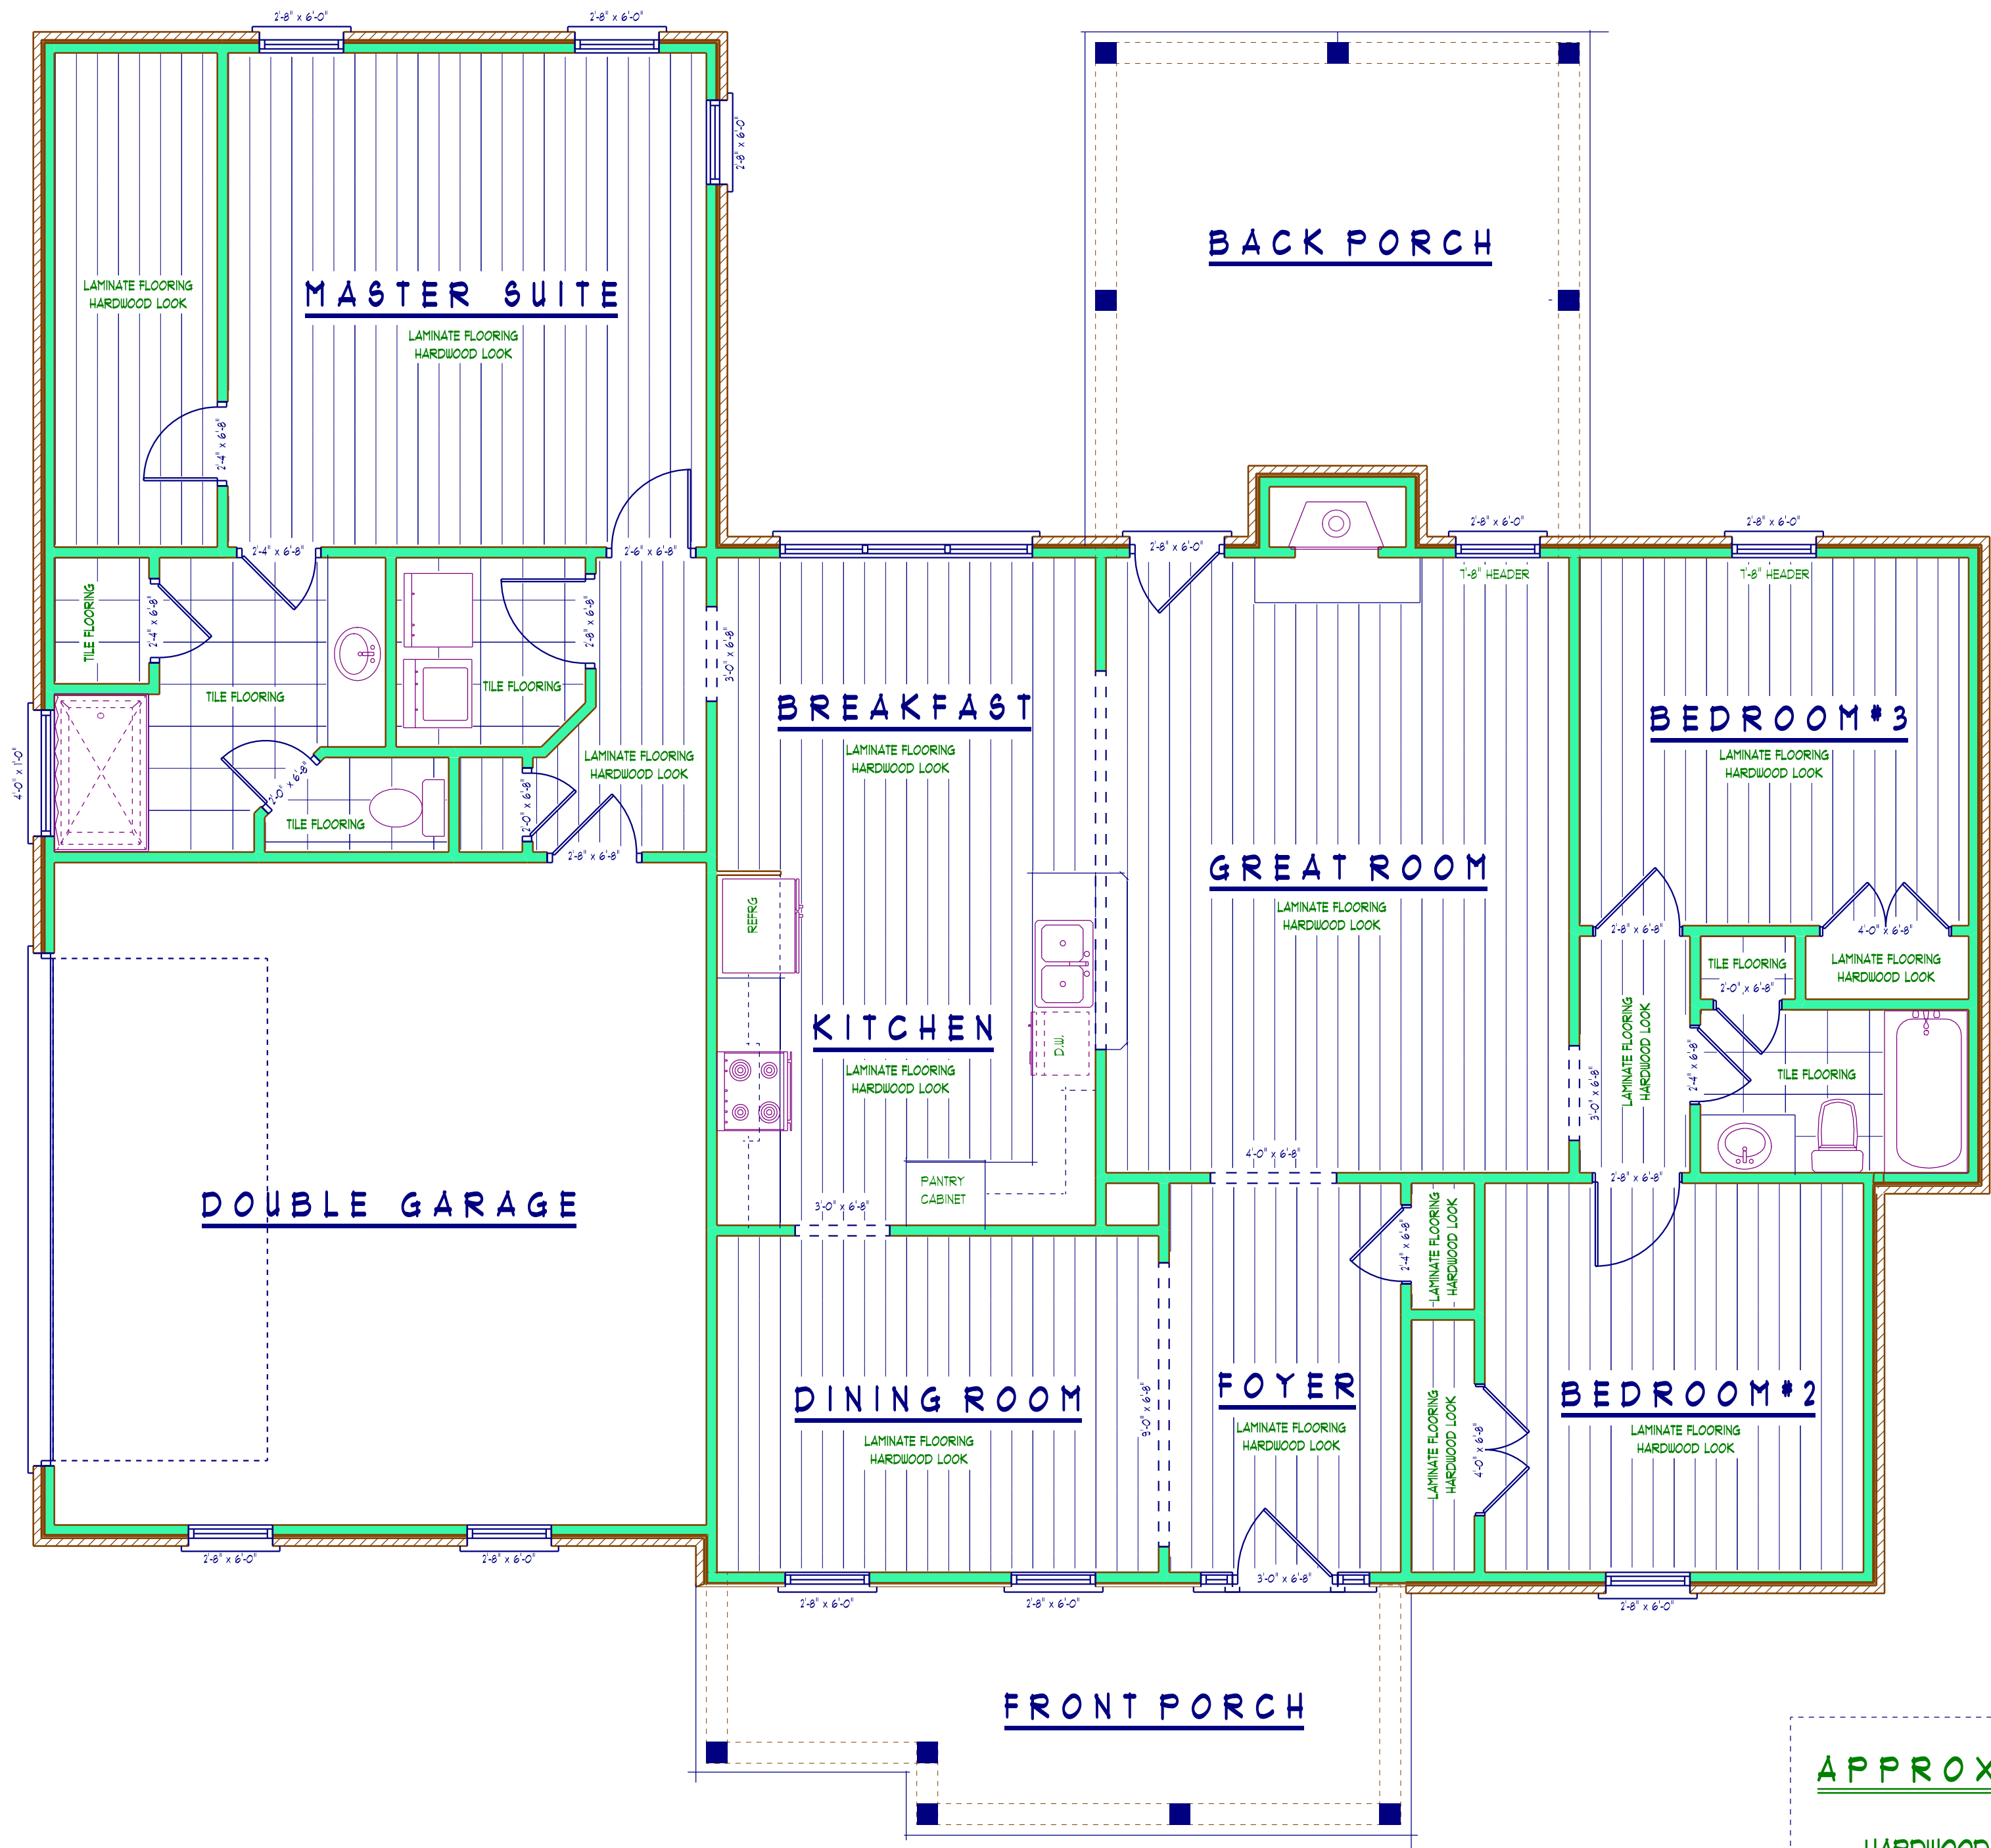 2'-8" x 6'-0"
2'-8" x 6'-0"
2'-8" x 6'-0"
BACK PORCH
LAMINATE FLOORING
HARDWOOD LOOK
MASTER SUITE
LAMINATE FLOORING
HARDWOOD LOOK
2'-4" x 6'-8"
2'-4" x 6'-8"
2'-6" x 6'-8"
2'-8" x 6'-0"
2'-8" x 6'-0"
2'-8" x 6'-0"
7'-8" HEADER
7'-8" HEADER
TILE FLOORING
2'-4" x 6'-8"
2'-8" x 6'-8"
3'-0" x 6'-8"
TILE FLOORING
TILE FLOORING
BREAKFAST
LAMINATE FLOORING
HARDWOOD LOOK
BEDROOM #3
LAMINATE FLOORING
HARDWOOD LOOK
4'-0" x 1'-0"
2'-0" x 6'-8"
LAMINATE FLOORING
HARDWOOD LOOK
2'-0" x 6'-8"
TILE FLOORING
2'-8" x 6'-8"
GREAT ROOM
LAMINATE FLOORING
HARDWOOD LOOK
REFRG
2'-8" x 6'-8"
4'-0" x 6'-8"
TILE FLOORING
2'-0" x 6'-8"
LAMINATE FLOORING
HARDWOOD LOOK
KITCHEN
LAMINATE FLOORING
HARDWOOD LOOK
D.W.
LAMINATE FLOORING
HARDWOOD LOOK
3'-0" x 6'-8"
2'-4" x 6'-8"
TILE FLOORING
4'-0" x 6'-8"
2'-8" x 6'-8"
PANTRY
CABINET
3'-0" x 6'-8"
DOUBLE GARAGE
2'-4" x 6'-8"
LAMINATE FLOORING
HARDWOOD LOOK
DINING ROOM
LAMINATE FLOORING
HARDWOOD LOOK
9'-0" x 6'-8"
FOYER
LAMINATE FLOORING
HARDWOOD LOOK
LAMINATE FLOORING
HARDWOOD LOOK
4'-0" x 6'-8"
BEDROOM #2
LAMINATE FLOORING
HARDWOOD LOOK
2'-8" x 6'-0"
2'-8" x 6'-0"
2'-8" x 6'-0"
2'-8" x 6'-0"
3'-0" x 6'-8"
2'-8" x 6'-0"
FRONT PORCH
APPROX